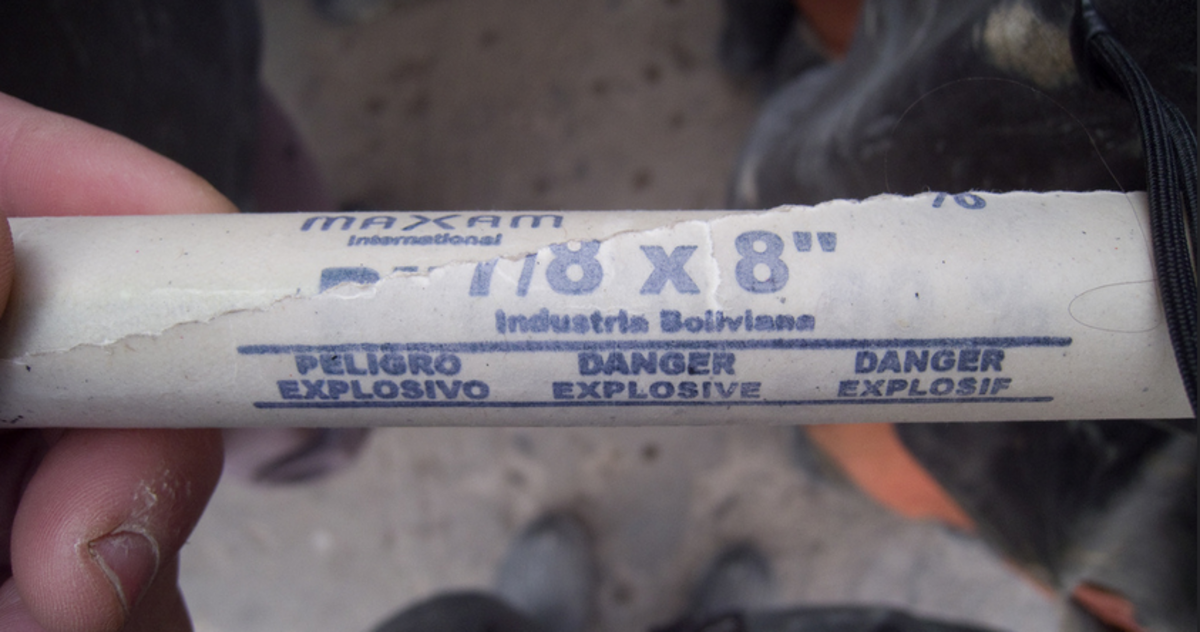 MAXAM
International
7/8 x 8"
Industria Boliviana
PELIGRO DANGER DANGER
EXPLOSIVO EXPLOSIVE EXPLOSIF